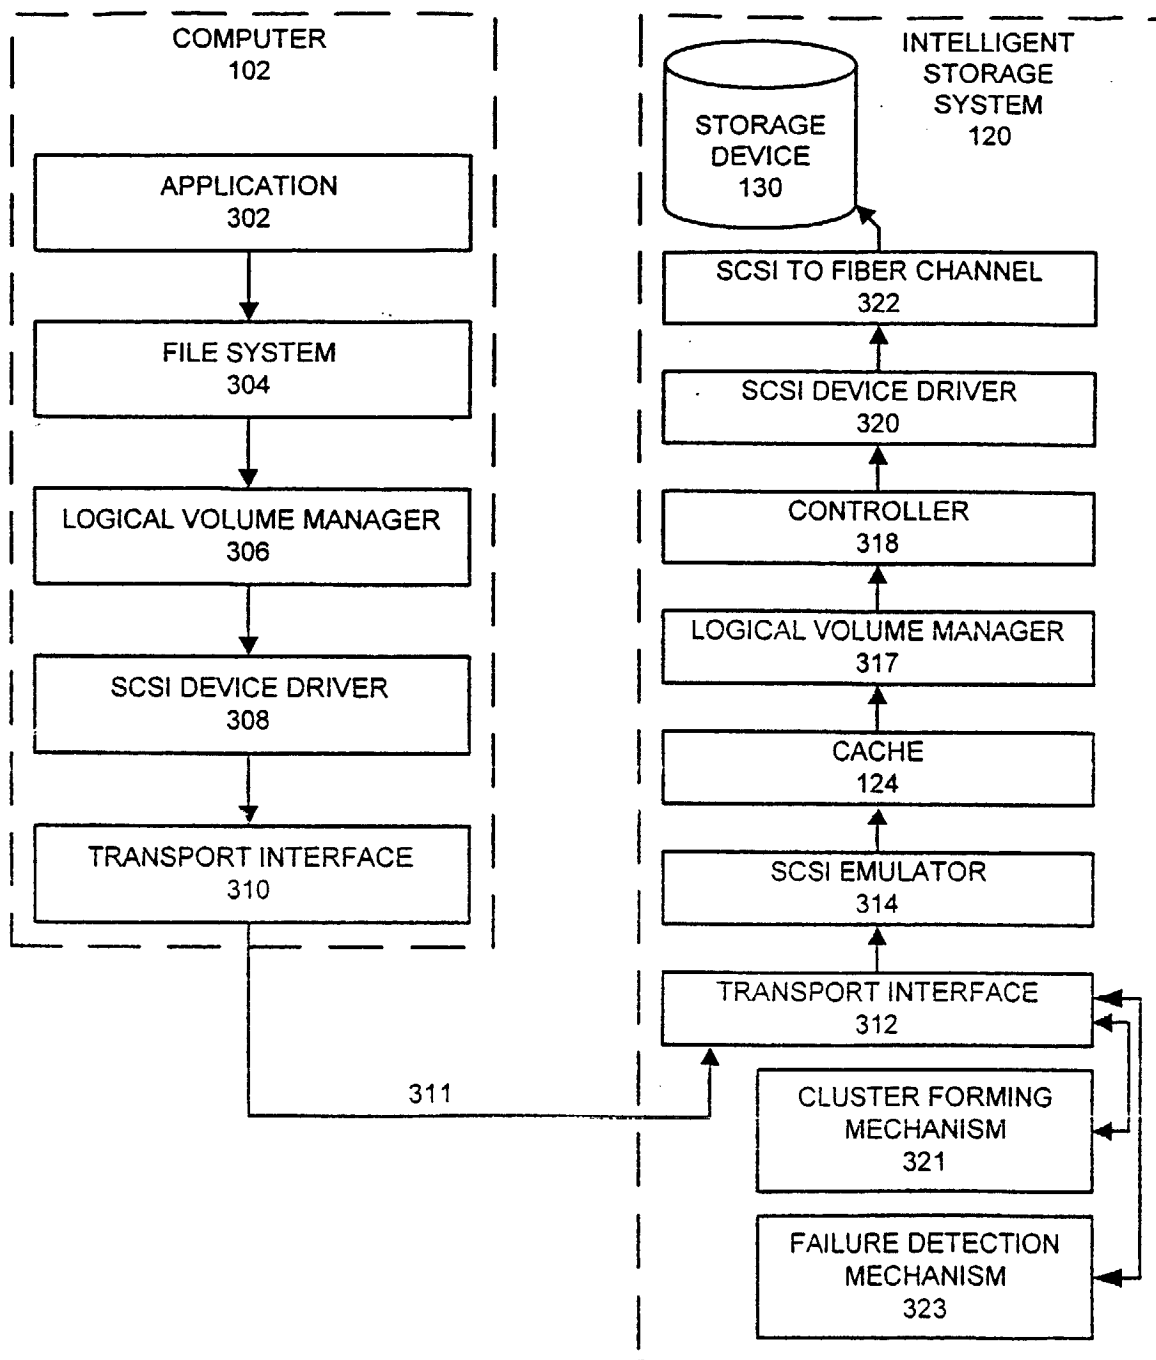 COMPUTER
102
APPLICATION
302
FILE SYSTEM
304
LOGICAL VOLUME MANAGER
306
SCSI DEVICE DRIVER
308
TRANSPORT INTERFACE
310
311
INTELLIGENT
STORAGE
SYSTEM
120
STORAGE
DEVICE
130
SCSI TO FIBER CHANNEL
322
SCSI DEVICE DRIVER
320
CONTROLLER
318
LOGICAL VOLUME MANAGER
317
CACHE
124
SCSI EMULATOR
314
TRANSPORT INTERFACE
312
CLUSTER FORMING
MECHANISM
321
FAILURE DETECTION
MECHANISM
323